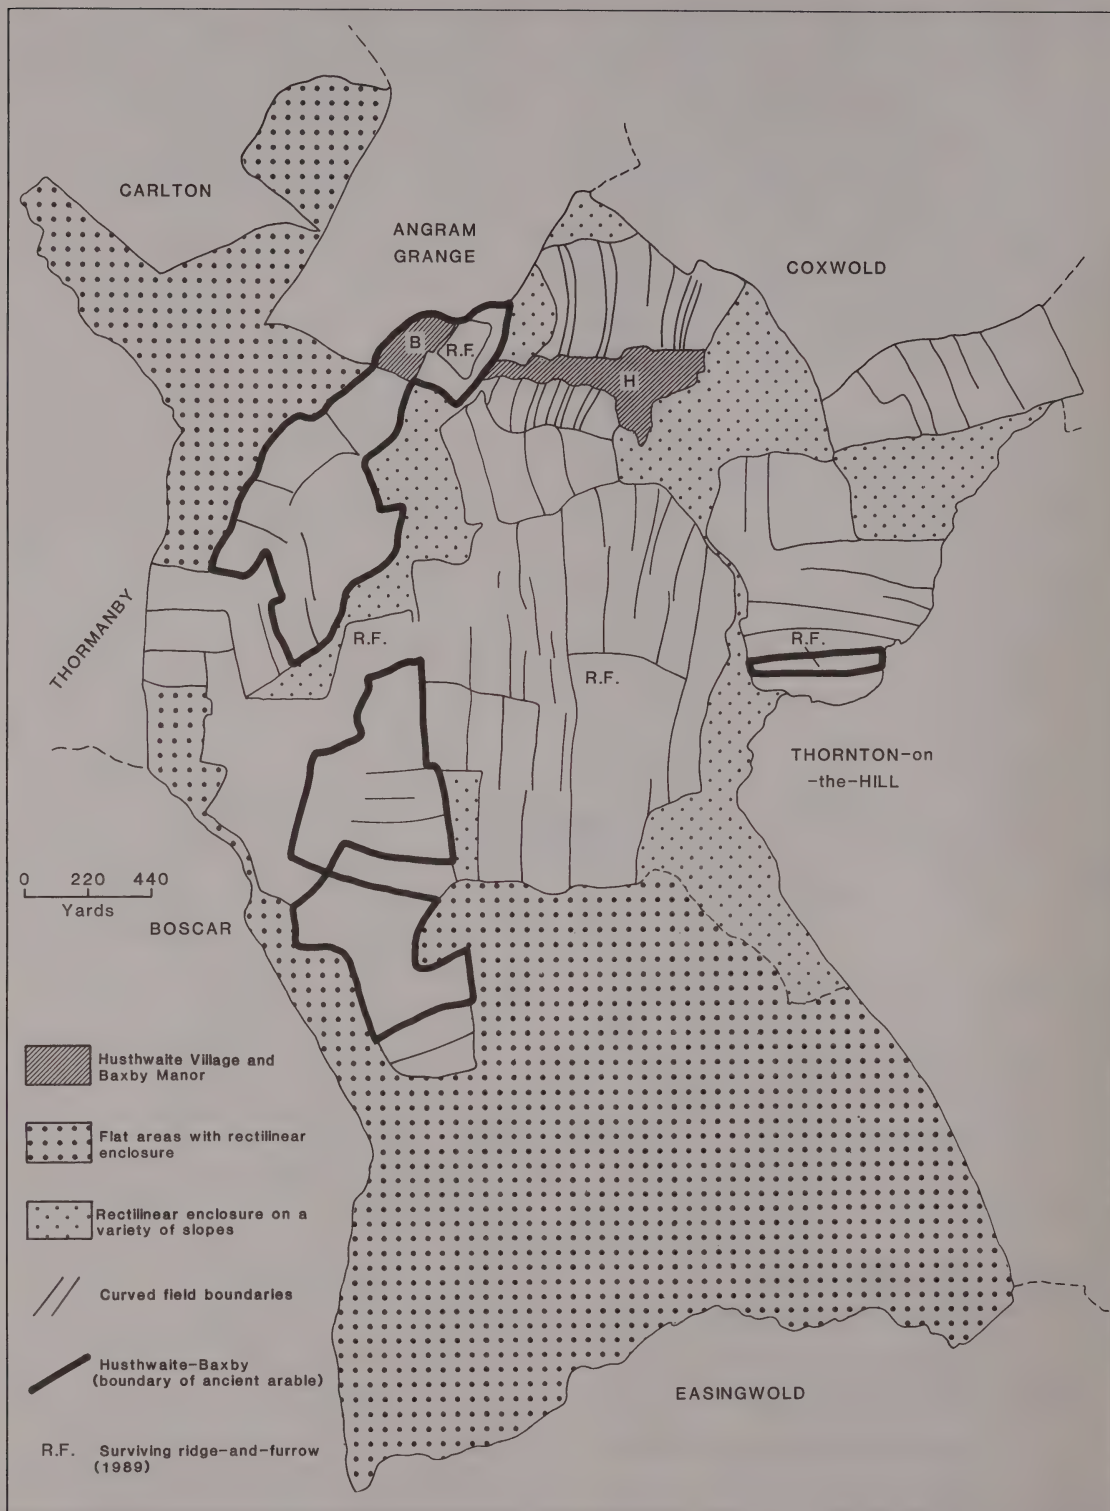 CARLTON
ANGRAM
GRANGE
COXWOLD
B
R.F.
H
THORMANBY
R.F.
R.F.
R.F.
THORNTON-on
-the-HILL
0 220 440
Yards
BOSCAR
Husthwaite Village and
Baxby Manor
Flat areas with rectilinear
enclosure
Rectilinear enclosure on a
variety of slopes
Curved field boundaries
Husthwaite-Baxby
(boundary of ancient arable)
EASINGWOLD
R.F. Surviving ridge-and-furrow
(1989)